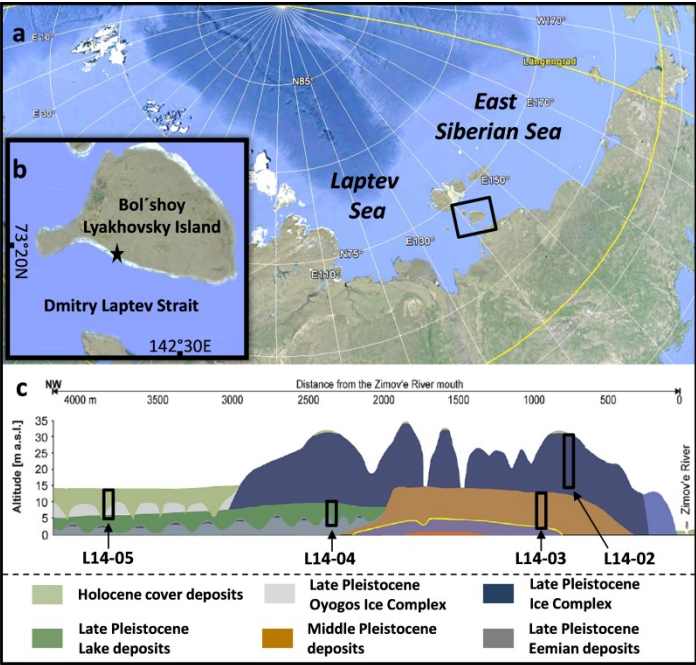 a
E10°
E30°
N85°
W170°
Längengrad
E170°
East
Siberian Sea
Laptev
Sea
E150°
E130°
N75°
E110°
b
Bol´shoy
Lyakhovsky Island
73°20N
Dmitry Laptev Strait
142°30E
c
NW
Distance from the Zimov'e River mouth
4000 m 3500 3000 2500 2000 1500 1000 500 0
Altitude [m a.s.l.]
35
30
25
20
15
10
5
0
– Zimov'e River
L14-05
L14-04
L14-03
L14-02
Holocene cover deposits
Late Pleistocene
Oyogos Ice Complex
Late Pleistocene
Ice Complex
Late Pleistocene
Lake deposits
Middle Pleistocene
deposits
Late Pleistocene
Eemian deposits